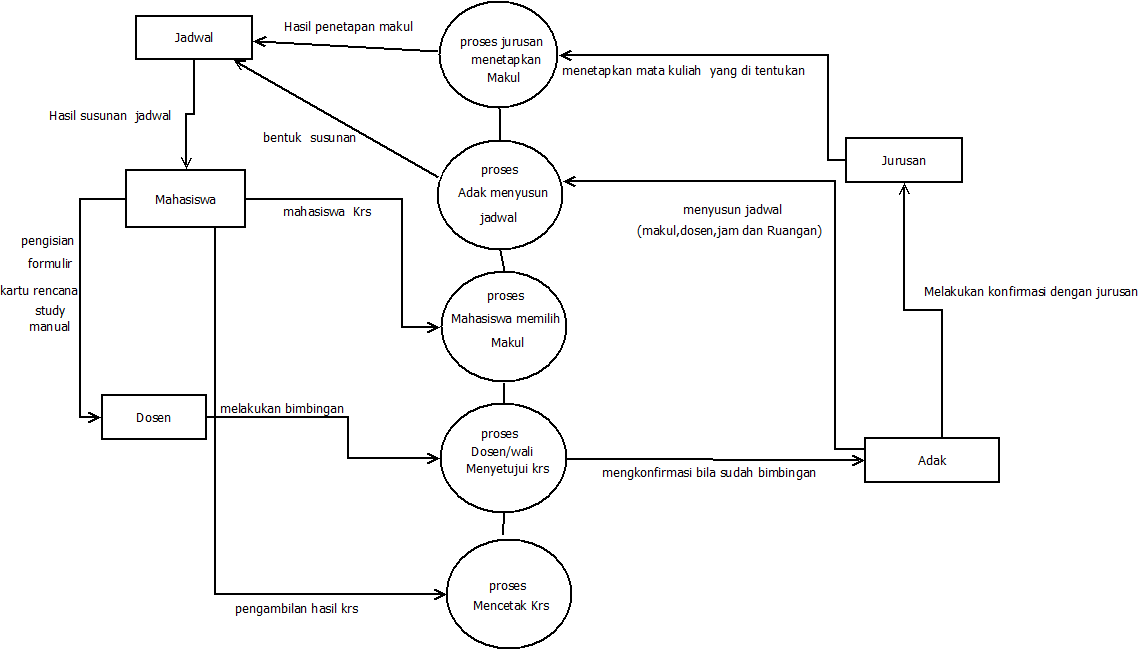 Jadwal
Hasil penetapan makul
proses jurusan
menetapkan
Makul
menetapkan mata kuliah yang di tentukan
Hasil susunan jadwal
bentuk susunan
proses
Adak menyusun
jadwal
Jurusan
Mahasiswa
mahasiswa Krs
menyusun jadwal
(makul,dosen,jam dan Ruangan)
pengisian
formulir
kartu rencana
study
manual
proses
Mahasiswa memilih
Makul
Melakukan konfirmasi dengan jurusan
Dosen
melakukan bimbingan
proses
Dosen/wali
Menyetujui krs
mengkonfirmasi bila sudah bimbingan
Adak
proses
Mencetak Krs
pengambilan hasil krs